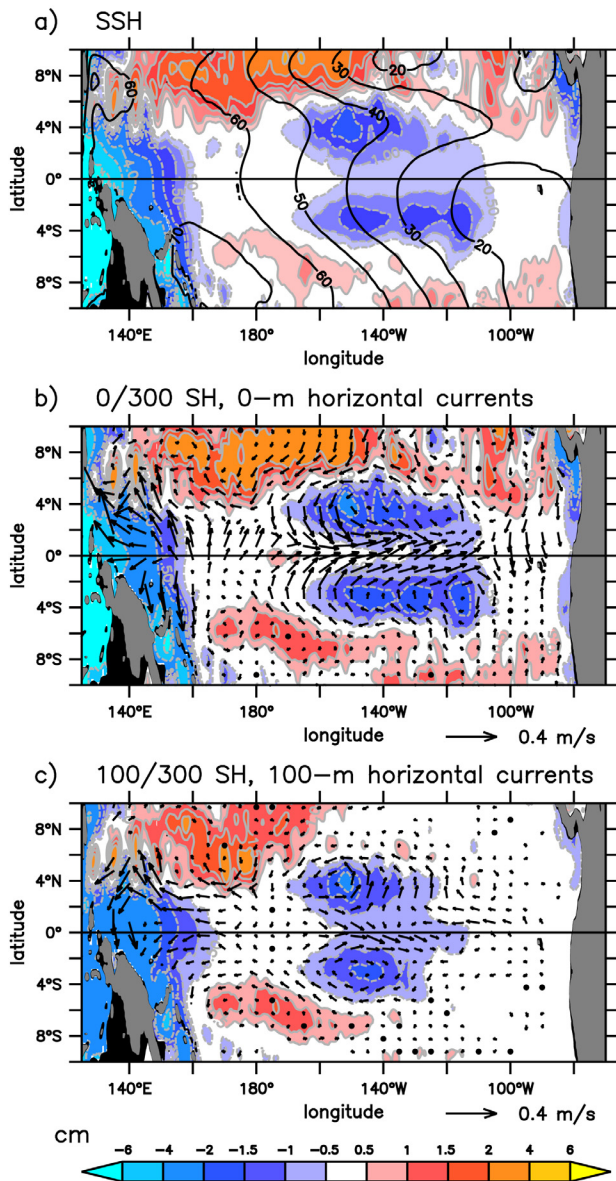 a) SSH
8°N
4°N
0°
4°S
8°S
latitude
60
30
20
40
60
50
70
30
20
60
140°E 180° 140°W 100°W
longitude
b) 0/300 SH, 0-m horizontal currents
8°N
4°N
0°
4°S
8°S
latitude
140°E 180° 140°W 100°W
longitude 0.4 m/s
c) 100/300 SH, 100-m horizontal currents
8°N
4°N
0°
4°S
8°S
latitude
140°E 180° 140°W 100°W
longitude 0.4 m/s
cm
-6 -4 -2 -1.5 -1 -0.5 0.5 1 1.5 2 4 6